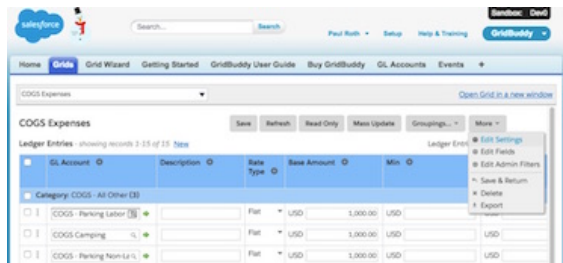 Sandbox: Dev0
salesforce
Search... Search Paul Roth Setup Help & Training GridBuddy
Home Grids Grid Wizard Getting Started GridBuddy User Guide Buy GridBuddy GL Accounts Events +
COGS Expenses Open Grid in a new window
COGS Expenses Save Refresh Read Only Mass Update Groupings... More
Ledger Entries - showing records 1-15 of 15 New Ledger Entri
Edit Settings
Edit Fields
Edit Admin Filters
Save & Return
Delete
Export
GL Account Description Rate Type Base Amount Min
Category: COGS - All Other (3)
COGS - Parking Labor Flat USD 1,000.00 USD USD
COGS Camping Flat USD 1,000.00 USD USD
COGS - Parking Non-La Flat USD 1,000.00 USD USD